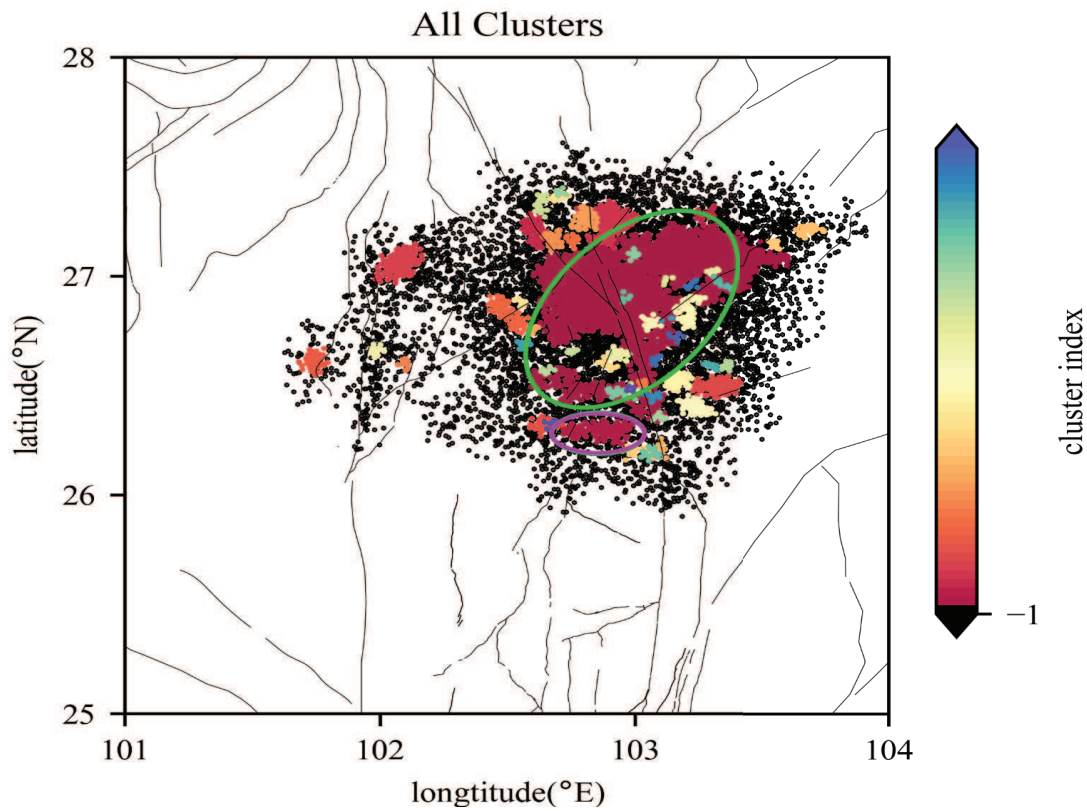 All Clusters
28
27
26
25
101
102
103
104
latitude(°N)
longtitude(°E)
−1
cluster index